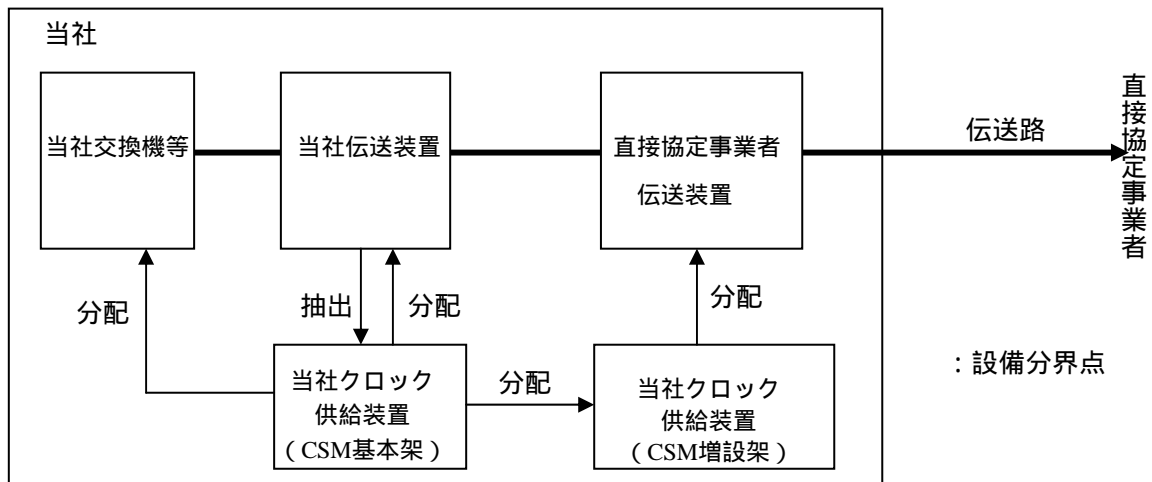 当社
当社交換機等
当社伝送装置
直接協定事業者
伝送装置
伝送路
直接協定事業者
分配
抽出
分配
分配
：設備分界点
当社クロック
供給装置
（CSM基本架）
分配
当社クロック
供給装置
（CSM増設架）